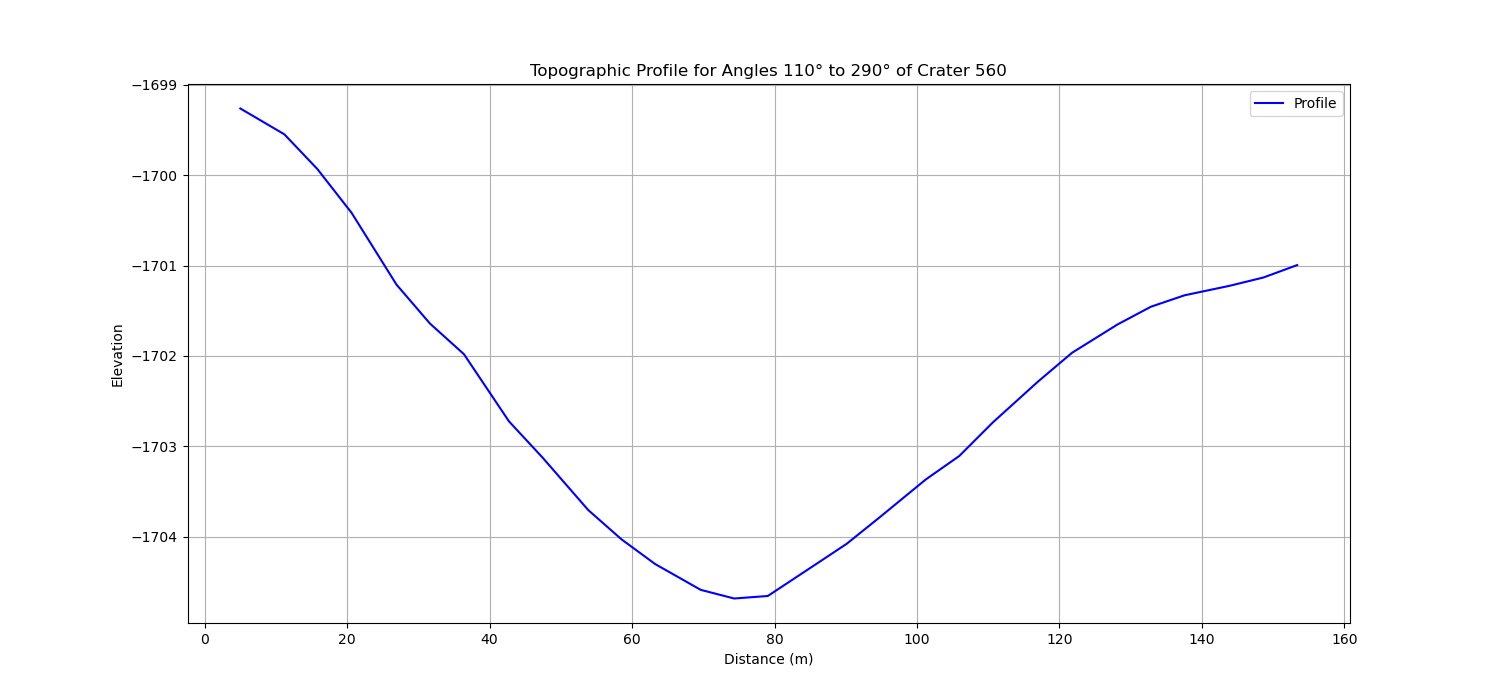 Topographic Profile for Angles 110° to 290° of Crater 560
Profile
Elevation
−1699
−1700
−1701
−1702
−1703
−1704
0 20 40 60 80 100 120 140 160
Distance (m)